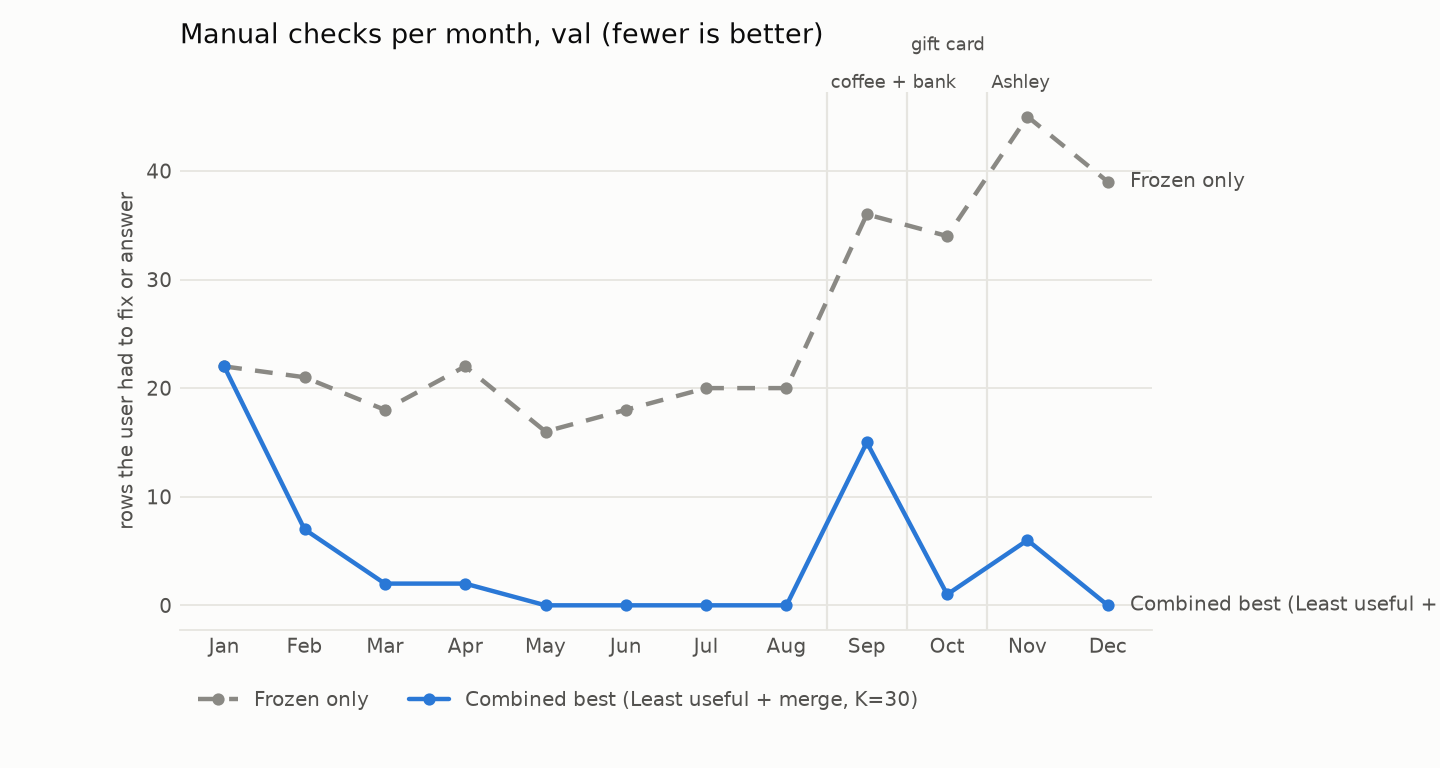 Manual checks per month, val (fewer is better)
gift card
coffee + bank
Ashley
rows the user had to fix or answer
40
30
20
10
0
Frozen only
Combined best (Least useful +
Jan
Feb
Mar
Apr
May
Jun
Jul
Aug
Sep
Oct
Nov
Dec
Frozen only
Combined best (Least useful + merge, K=30)